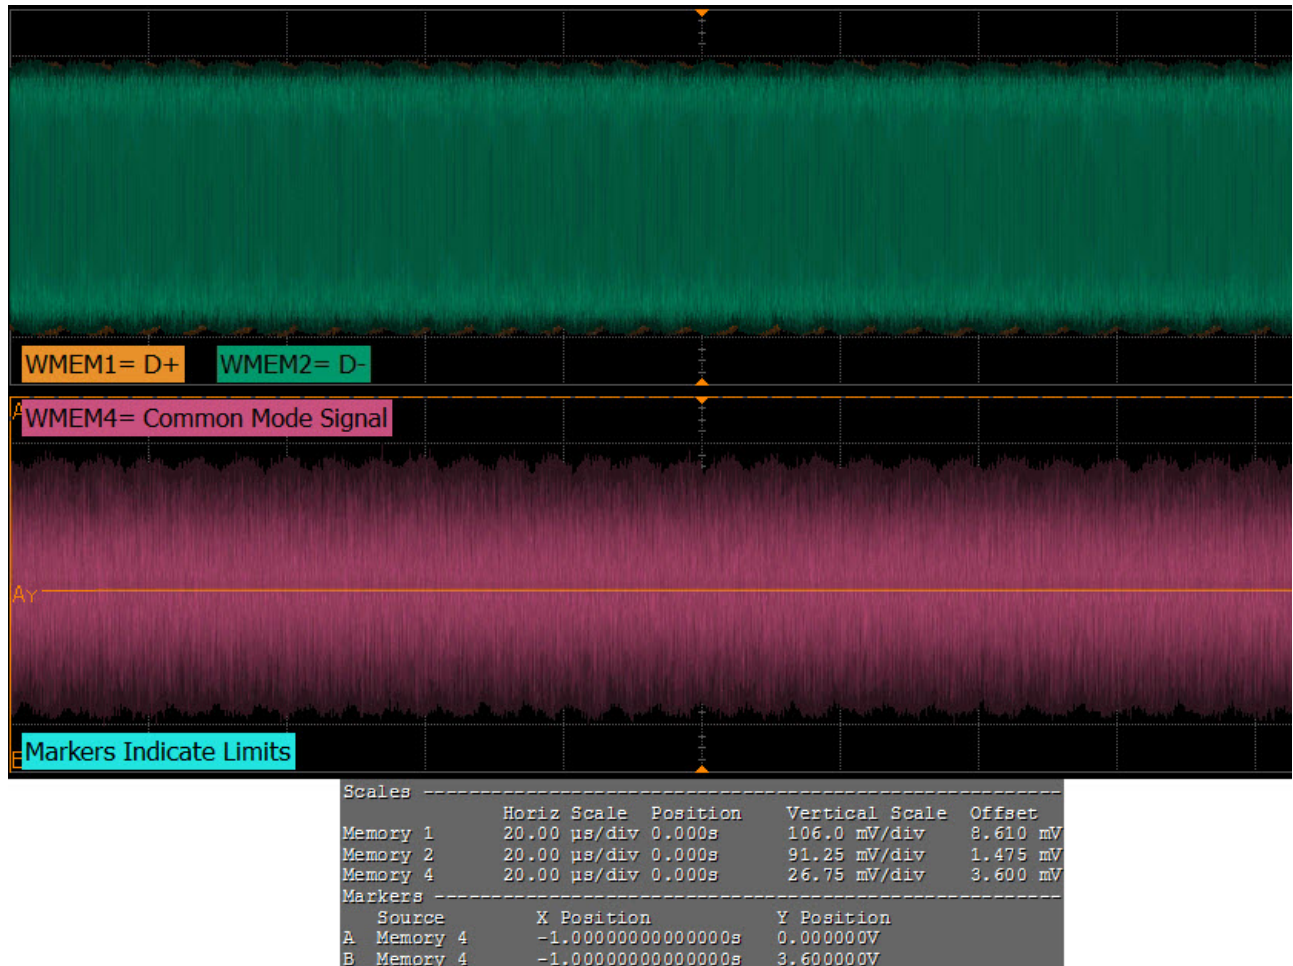 WMEM1= D+ WMEM2= D-
A
WMEM4= Common Mode Signal
AY
Markers Indicate Limits
Scales
Horiz Scale Position Vertical Scale Offset
Memory 1 20.00 µs/div 0.000s 106.0 mV/div 8.610 mV
Memory 2 20.00 µs/div 0.000s 91.25 mV/div 1.475 mV
Memory 4 20.00 µs/div 0.000s 26.75 mV/div 3.600 mV
Markers
Source X Position Y Position
A Memory 4 -1.00000000000000s 0.000000V
B Memory 4 -1.00000000000000s 3.600000V